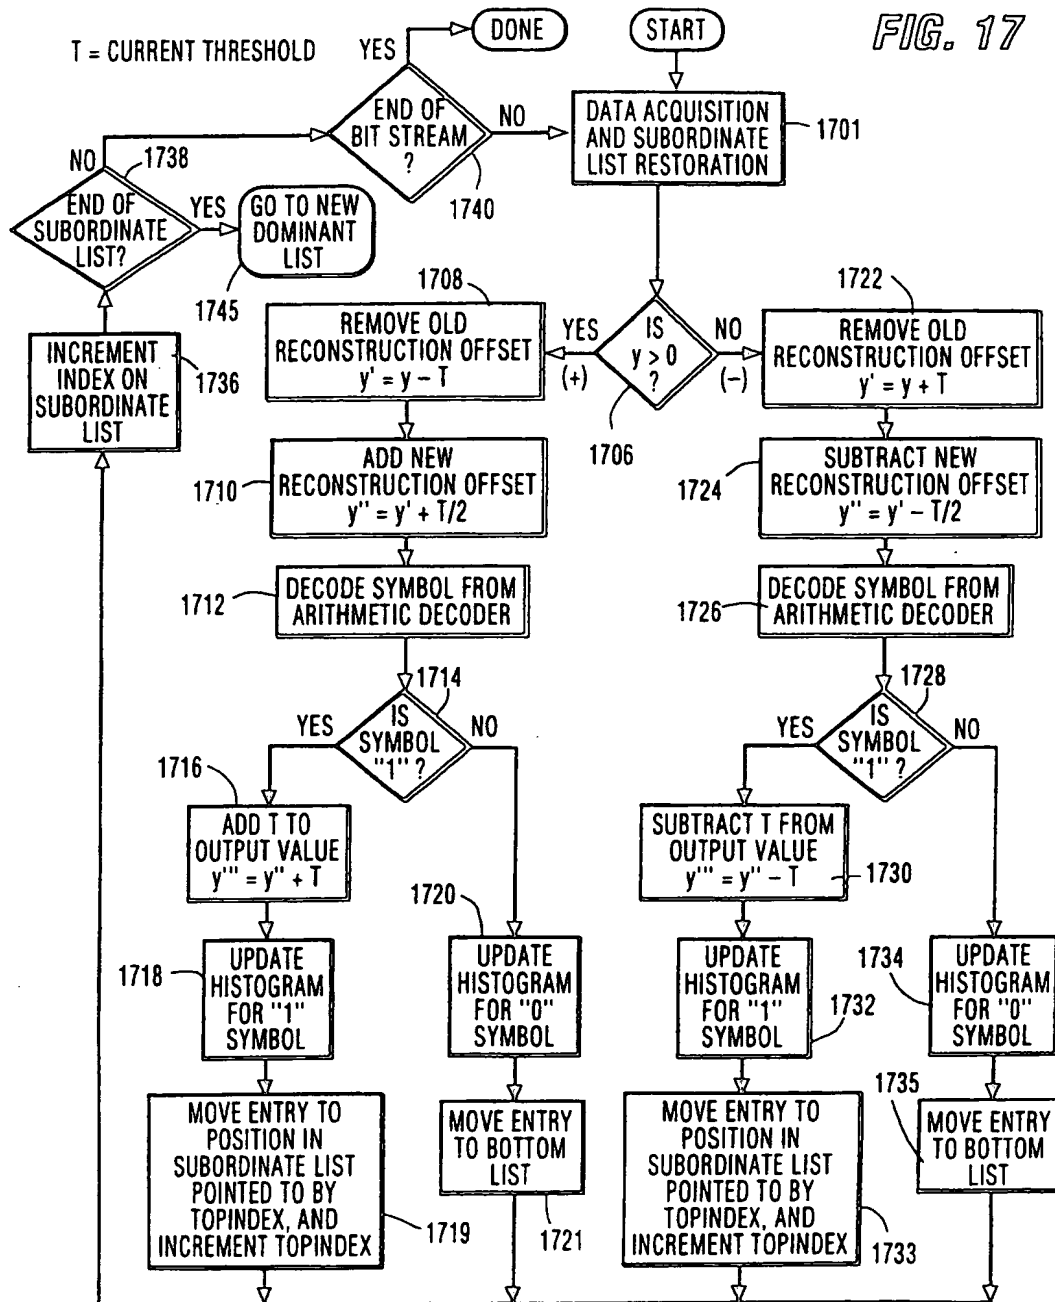 T = CURRENT THRESHOLD
YES
DONE
START
FIG. 17
END OF
BIT STREAM
?
NO
1740
DATA ACQUISITION
AND SUBORDINATE
LIST RESTORATION
1701
NO
1738
END OF
SUBORDINATE
LIST?
YES
GO TO NEW
DOMINANT
LIST
1745
INCREMENT
INDEX ON
SUBORDINATE
LIST
1736
1708
REMOVE OLD
RECONSTRUCTION OFFSET
y' = y – T
YES
(+)
IS
y > 0
?
NO
(–)
1706
1722
REMOVE OLD
RECONSTRUCTION OFFSET
y' = y + T
1710
ADD NEW
RECONSTRUCTION OFFSET
y'' = y' + T/2
1724
SUBTRACT NEW
RECONSTRUCTION OFFSET
y'' = y' – T/2
1712
DECODE SYMBOL FROM
ARITHMETIC DECODER
1726
DECODE SYMBOL FROM
ARITHMETIC DECODER
1714
YES
IS
SYMBOL
"1" ?
NO
1728
YES
IS
SYMBOL
"1" ?
NO
1716
ADD T TO
OUTPUT VALUE
y''' = y'' + T
SUBTRACT T FROM
OUTPUT VALUE
y''' = y'' – T
1730
1718
UPDATE
HISTOGRAM
FOR "1"
SYMBOL
1720
UPDATE
HISTOGRAM
FOR "0"
SYMBOL
UPDATE
HISTOGRAM
FOR "1"
SYMBOL
1732
1734
UPDATE
HISTOGRAM
FOR "0"
SYMBOL
MOVE ENTRY TO
POSITION IN
SUBORDINATE LIST
POINTED TO BY
TOPINDEX, AND
INCREMENT TOPINDEX
1719
MOVE ENTRY
TO BOTTOM
LIST
1721
MOVE ENTRY TO
POSITION IN
SUBORDINATE LIST
POINTED TO BY
TOPINDEX, AND
INCREMENT TOPINDEX
1733
1735
MOVE ENTRY
TO BOTTOM
LIST